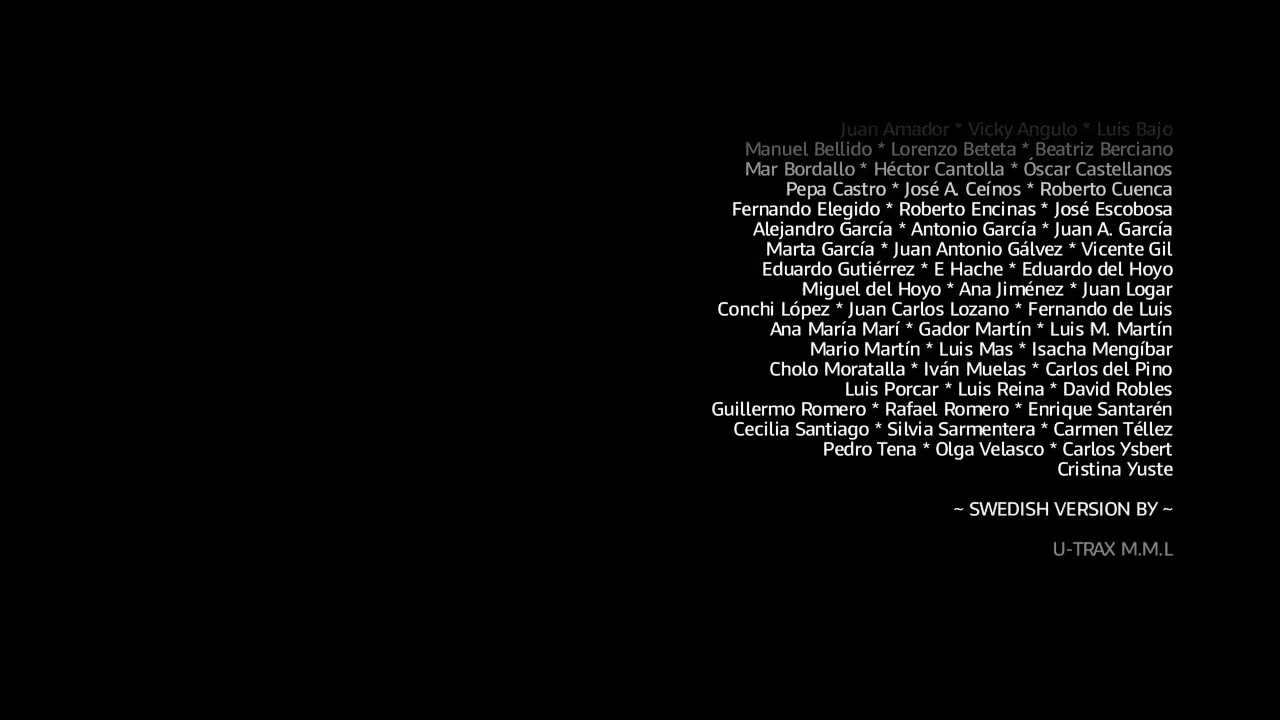 Juan Amador * Vicky Angulo * Luis Bajo
Manuel Bellido * Lorenzo Beteta * Beatriz Berciano
Mar Bordallo * Héctor Cantolla * Óscar Castellanos
Pepa Castro * José A. Ceínos * Roberto Cuenca
Fernando Elegido * Roberto Encinas * José Escobosa
Alejandro García * Antonio García * Juan A. García
Marta García * Juan Antonio Gálvez * Vicente Gil
Eduardo Gutiérrez * E Hache * Eduardo del Hoyo
Miguel del Hoyo * Ana Jiménez * Juan Logar
Conchi López * Juan Carlos Lozano * Fernando de Luis
Ana María Marí * Gador Martín * Luis M. Martín
Mario Martín * Luis Mas * Isacha Mengíbar
Cholo Moratalla * Iván Muelas * Carlos del Pino
Luis Porcar * Luis Reina * David Robles
Guillermo Romero * Rafael Romero * Enrique Santarén
Cecilia Santiago * Silvia Sarmentera * Carmen Téllez
Pedro Tena * Olga Velasco * Carlos Ysbert
Cristina Yuste
~ SWEDISH VERSION BY ~
U-TRAX M.M.L